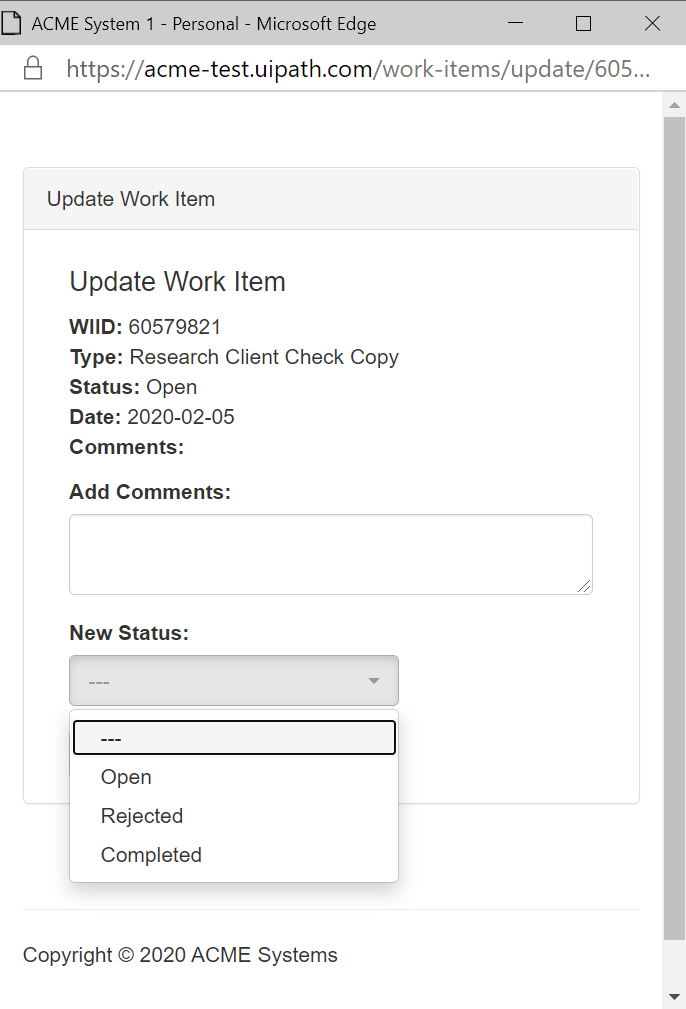 ACME System 1 - Personal - Microsoft Edge
https://acme-test.uipath.com/work-items/update/605...
Update Work Item
Update Work Item
WIID: 60579821
Type: Research Client Check Copy
Status: Open
Date: 2020-02-05
Comments:
Add Comments:
New Status:
---
---
Open
Rejected
Completed
Copyright © 2020 ACME Systems